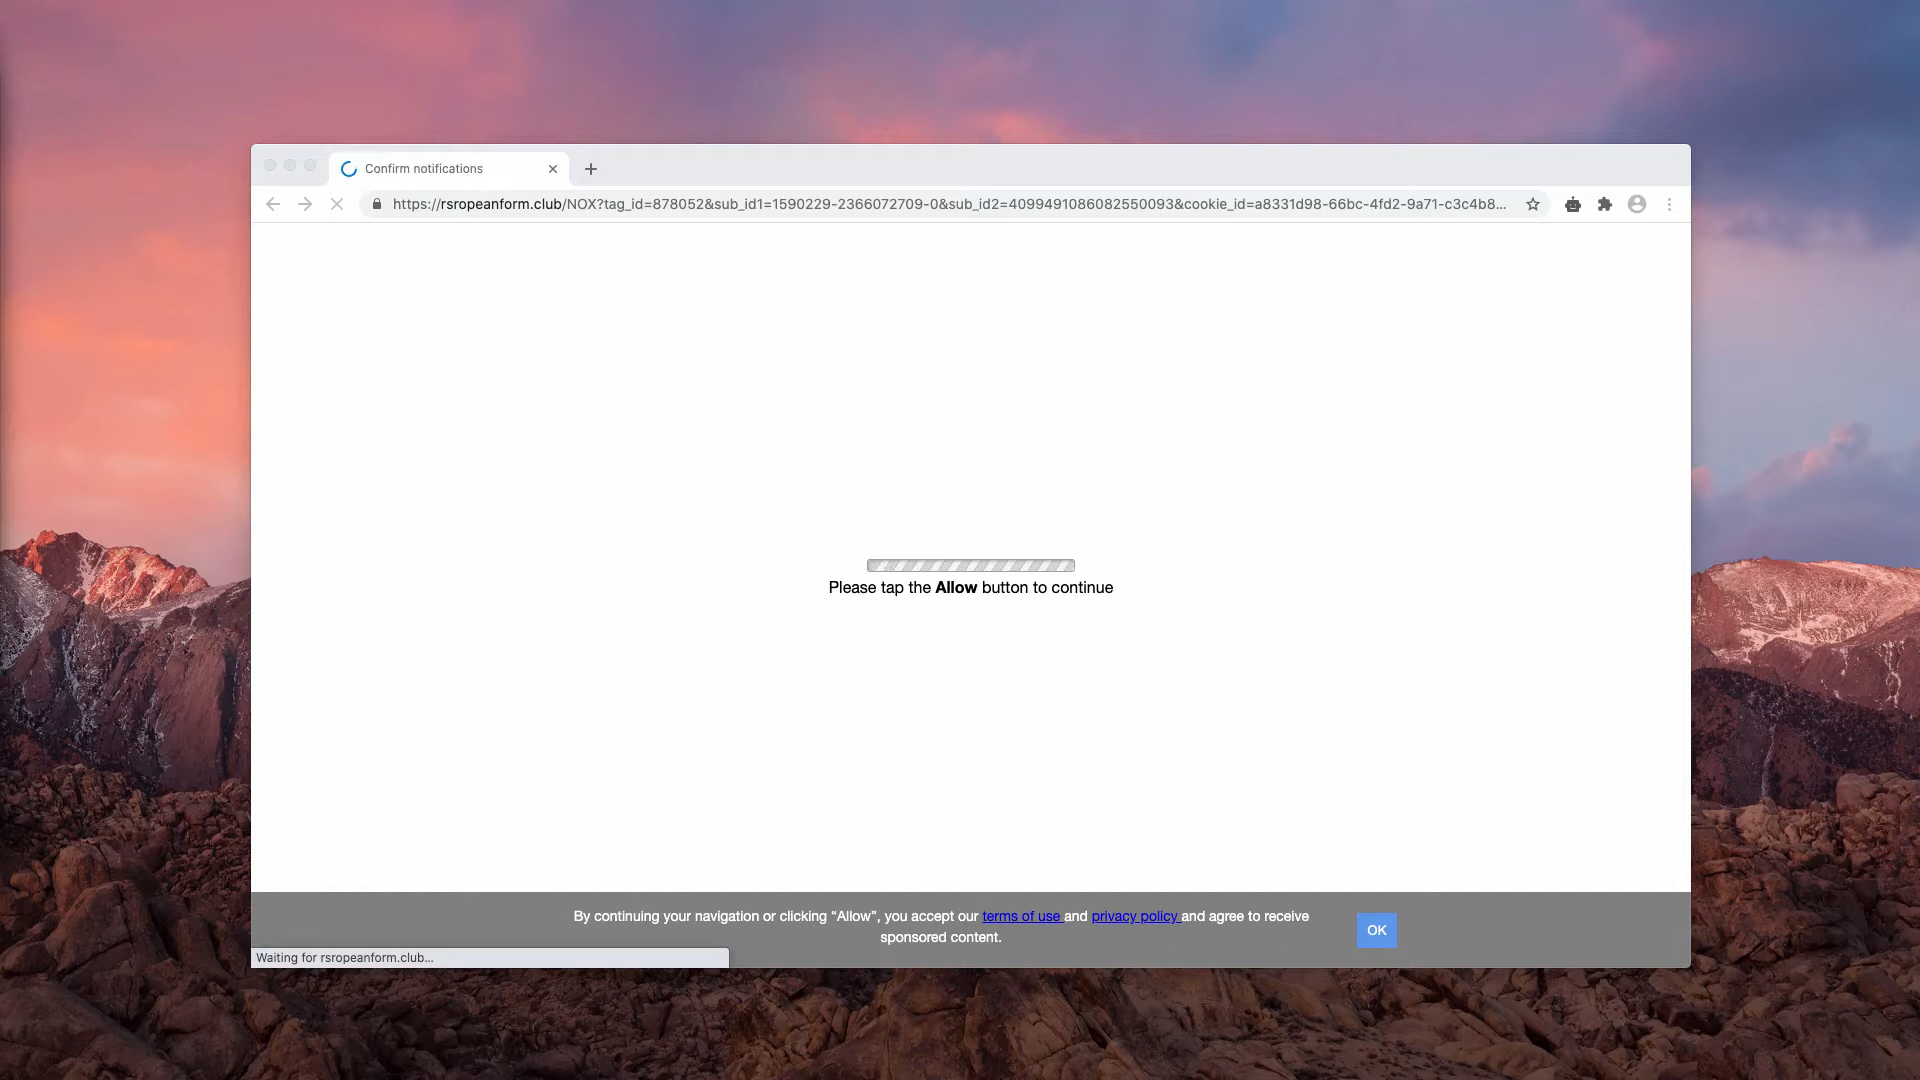 Confirm notifications
https://rsropeanform.club/NOX?tag_id=878052&sub_id1=1590229-2366072709-0&sub_id2=4099491086082550093&cookie_id=a8331d98-66bc-4fd2-9a71-c3c4b8...
Please tap the Allow button to continue
By continuing your navigation or clicking “Allow”, you accept our terms of use and privacy policy and agree to receive
sponsored content.
OK
Waiting for rsropeanform.club...